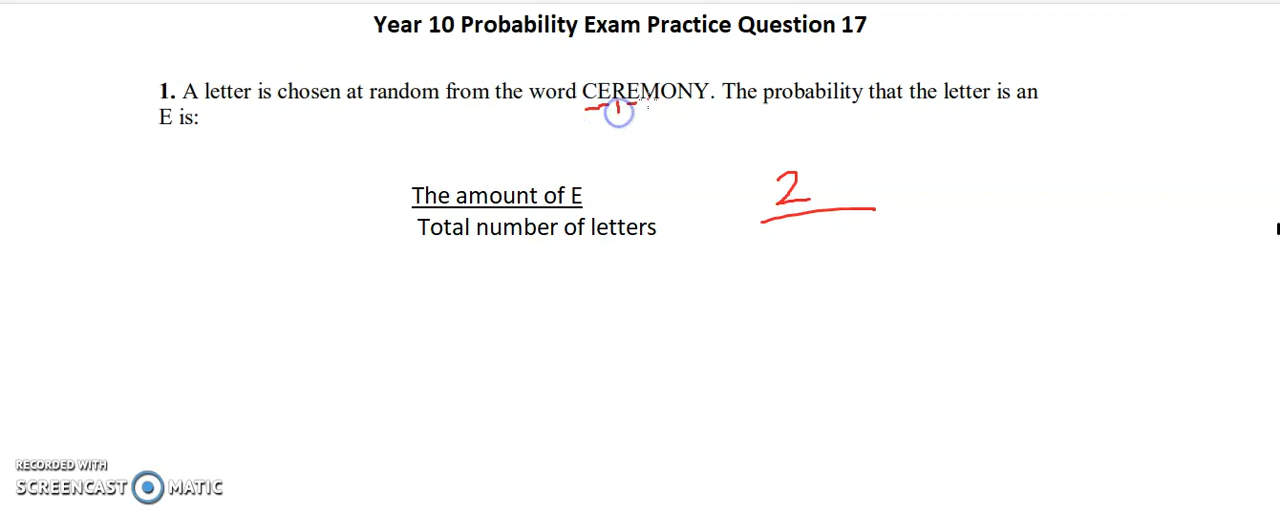 Year 10 Probability Exam Practice Question 17
1. A letter is chosen at random from the word CEREMONY. The probability that the letter is an
E is:
The amount of E
2
Total number of letters
RECORDED WITH
SCREENCAST MATIC